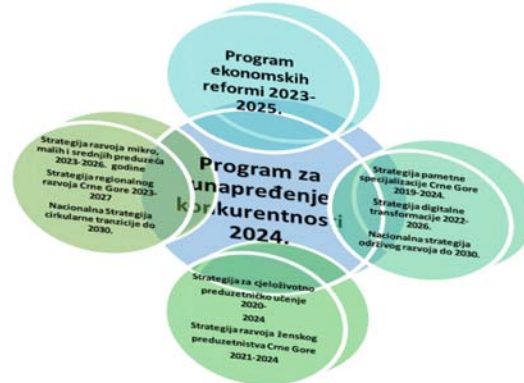 Program
ekonomskih
reformi 2023-
2025.
Strategija razvoja mikro,
malih i srednjih preduzeća
2023-2026. godine
Strategija regionalnog
razvoja Crne Gore 2023-
2027
Nacionalna Strategija
cirkularne tranzicije do
2030.
Program za
unapređenje
konkurentnosti
2024.
Strategija pametne
specijalizacije Crne Gore
2019-2024.
Strategija digitalne
transformacije 2022-
2026.
Nacionalna strategija
održivog razvoja do 2030.
Strategija za cjeloživotno
preduzetničko učenje
2020-
2024
Strategija razvoja ženskog
preduzetnistva Crne Gore
2021-2024